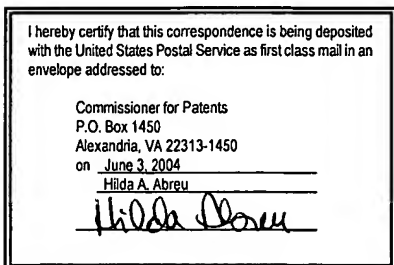 I hereby certify that this correspondence is being deposited
with the United States Postal Service as first class mail in an
envelope addressed to:
Commissioner for Patents
P.O. Box 1450
Alexandria, VA 22313-1450
on June 3, 2004
Hilda A. Abreu
Hilda Abreu